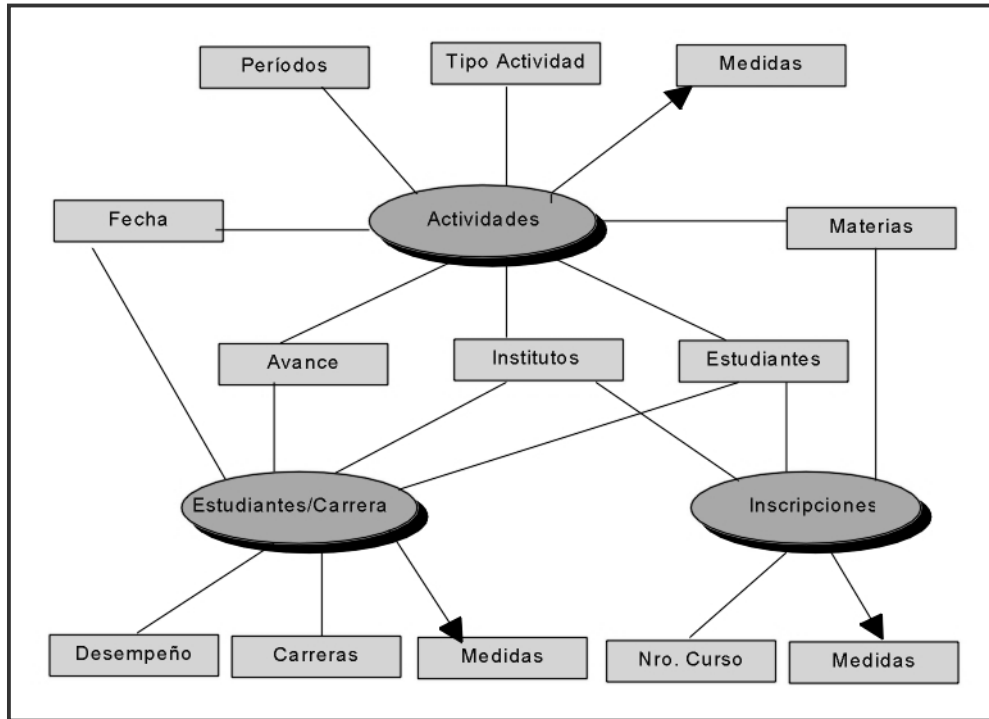 Períodos
Tipo Actividad
Medidas
Fecha
Actividades
Materias
Avance
Institutos
Estudiantes
Estudiantes/Carrera
Inscripciones
Desempeño
Carreras
Medidas
Nro. Curso
Medidas